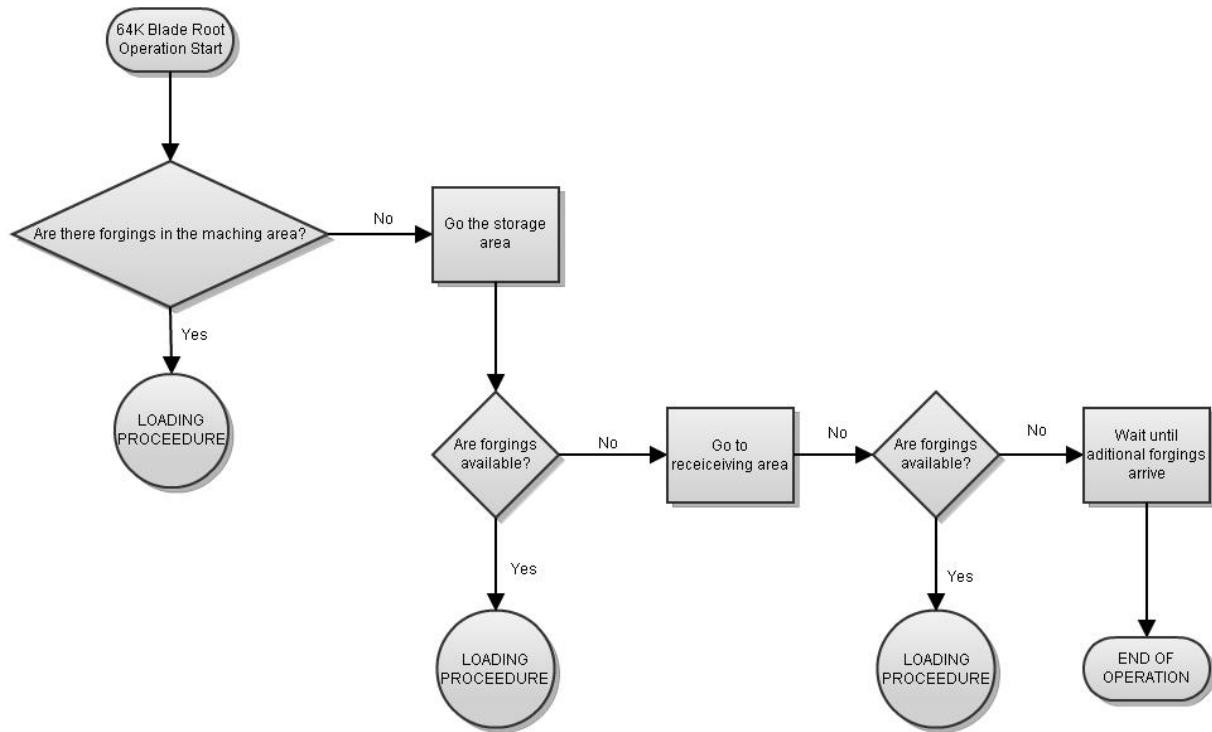 64K Blade Root
Operation Start
Are there forgings in the maching area?
No
Go the storage
area
Yes
LOADING
PROCEEDURE
Are forgings
available?
No
Go to
receiceiving area
No
Are forgings
available?
No
Wait until
aditional forgings
arrive
Yes
LOADING
PROCEEDURE
Yes
LOADING
PROCEEDURE
END OF
OPERATION